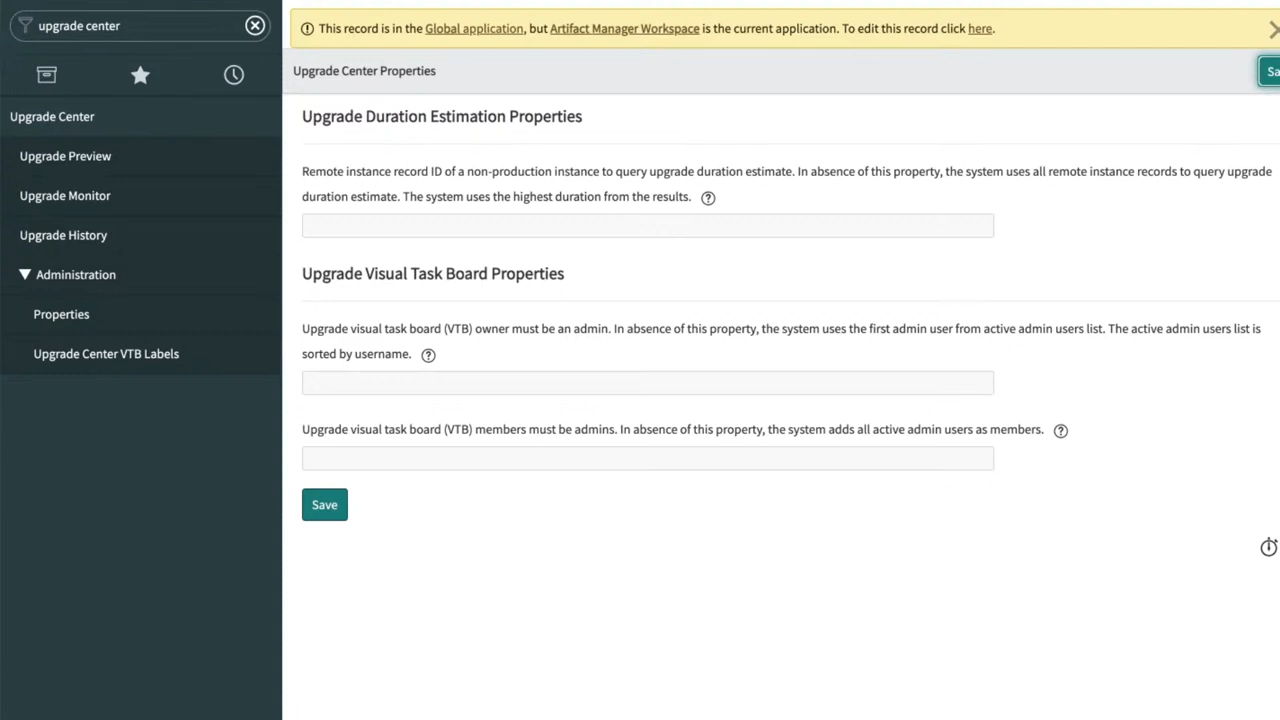 upgrade center
Upgrade Center
Upgrade Preview
Upgrade Monitor
Upgrade History
Administration
Properties
Upgrade Center VTB Labels
This record is in the Global application, but Artifact Manager Workspace is the current application. To edit this record click here.
Upgrade Center Properties
Sa
Upgrade Duration Estimation Properties
Remote instance record ID of a non-production instance to query upgrade duration estimate. In absence of this property, the system uses all remote instance records to query upgrade
duration estimate. The system uses the highest duration from the results.
Upgrade Visual Task Board Properties
Upgrade visual task board (VTB) owner must be an admin. In absence of this property, the system uses the first admin user from active admin users list. The active admin users list is
sorted by username.
Upgrade visual task board (VTB) members must be admins. In absence of this property, the system adds all active admin users as members.
Save